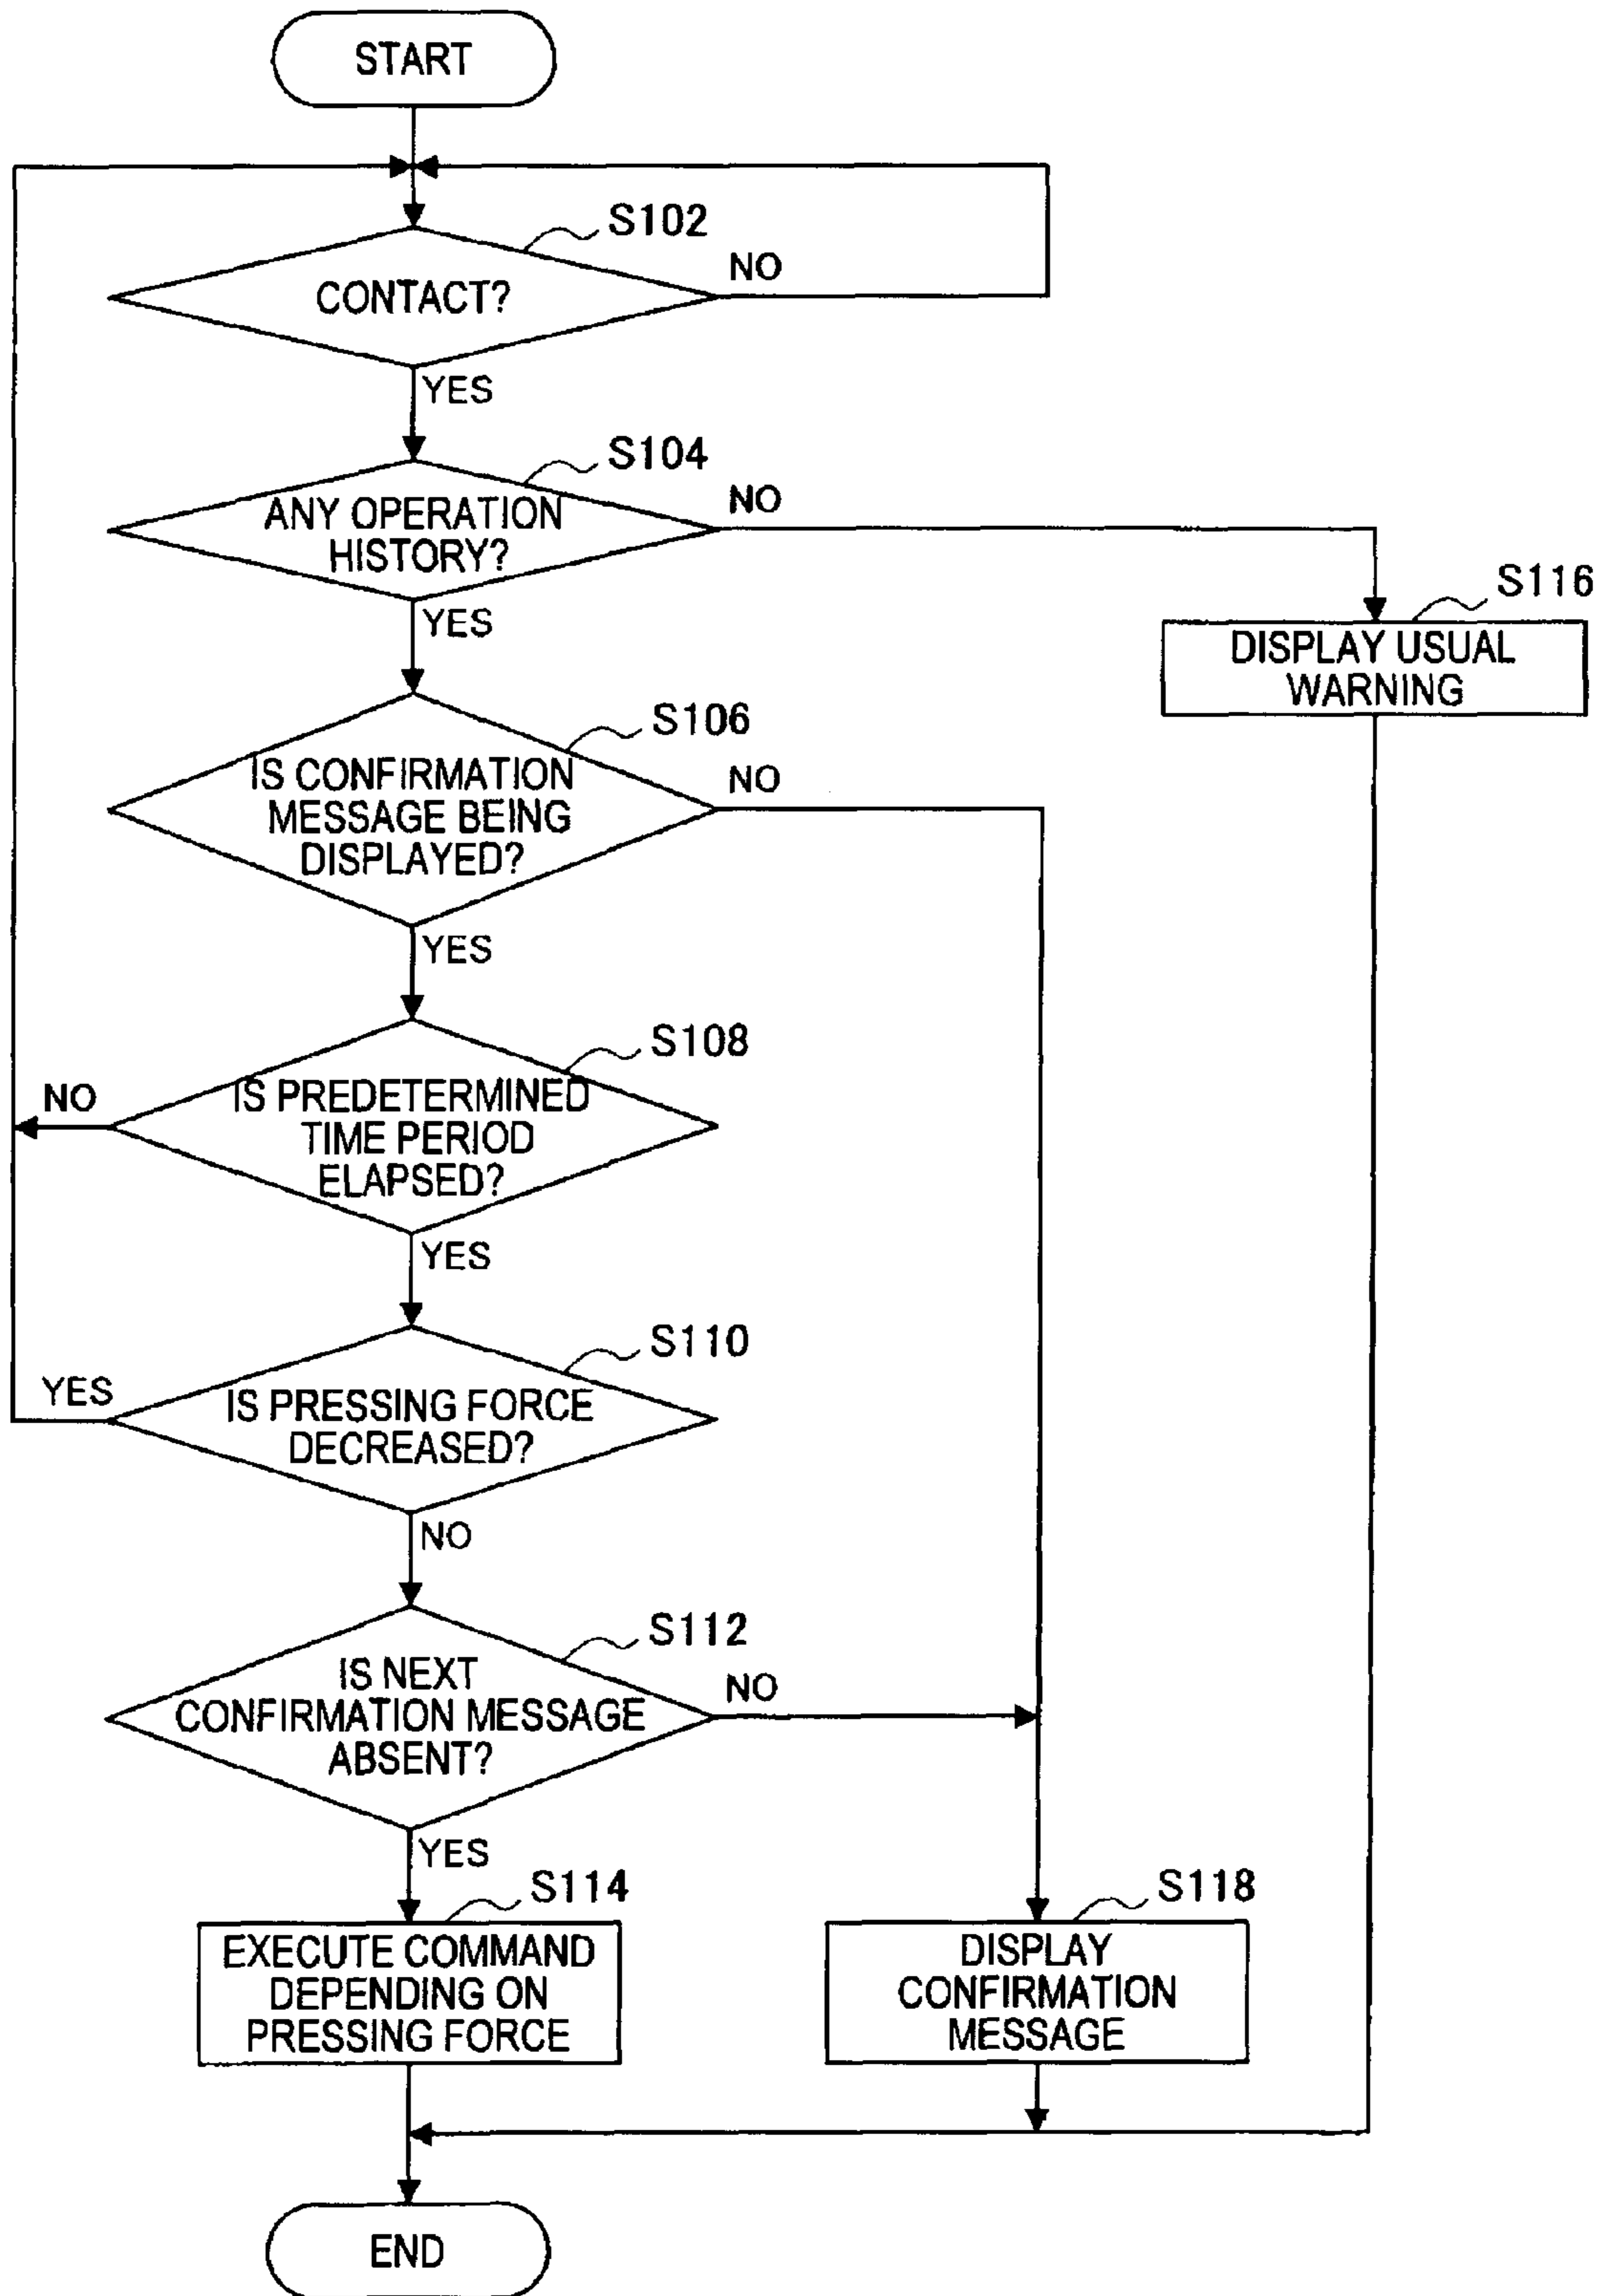 START
S102
CONTACT?
NO
YES
S104
ANY OPERATION
HISTORY?
NO
YES
S116
DISPLAY USUAL
WARNING
S106
IS CONFIRMATION
MESSAGE BEING
DISPLAYED?
NO
YES
S108
IS PREDETERMINED
TIME PERIOD
ELAPSED?
NO
YES
S110
IS PRESSING FORCE
DECREASED?
YES
NO
S112
IS NEXT
CONFIRMATION MESSAGE
ABSENT?
NO
YES
S114
EXECUTE COMMAND
DEPENDING ON
PRESSING FORCE
S118
DISPLAY
CONFIRMATION
MESSAGE
END